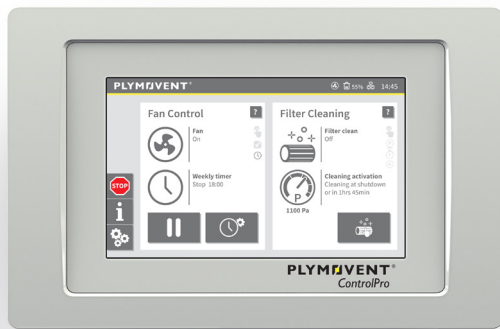 PLYMOVENT®
55% 14:45
Fan Control ?
Fan
On
Weekly timer
Stop 18:00
Filter Cleaning ?
Filter clean
Off
P
Cleaning activation
Cleaning at shutdown
or in 1hrs 45min
1100 Pa
STOP
i
PLYMOVENT®
ControlPro